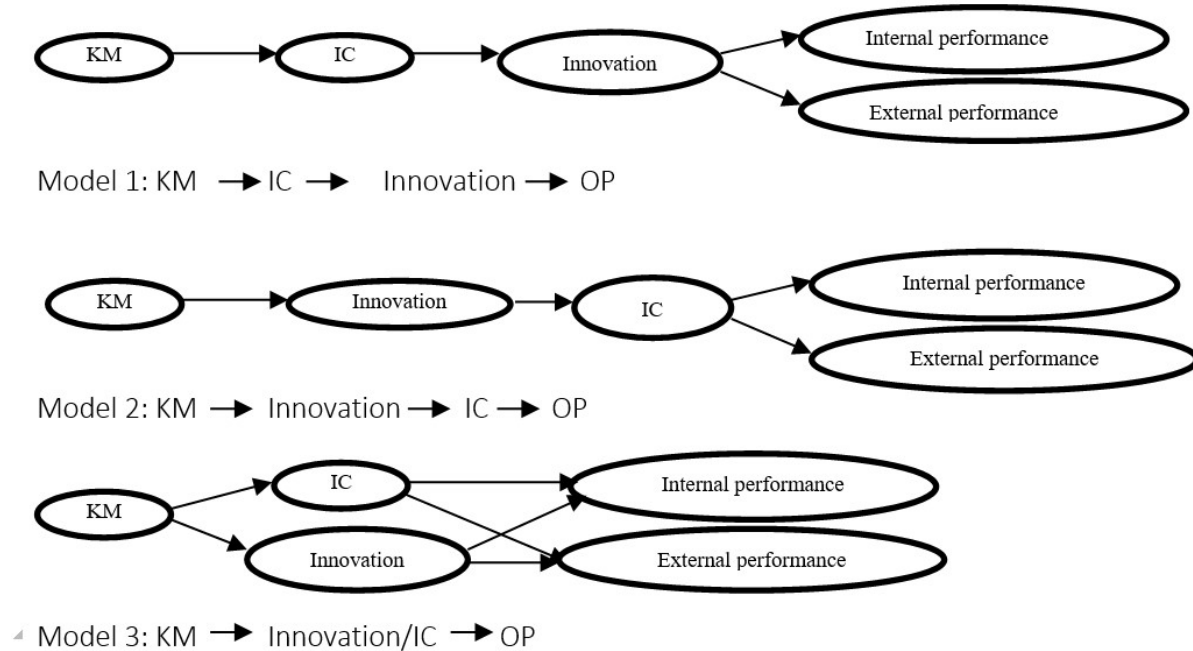 KM IC Innovation Internal performance
External performance
Model 1: KM → IC → Innovation → OP
KM Innovation IC Internal performance
External performance
Model 2: KM → Innovation → IC → OP
KM IC Internal performance
Innovation External performance
Model 3: KM → Innovation/IC → OP